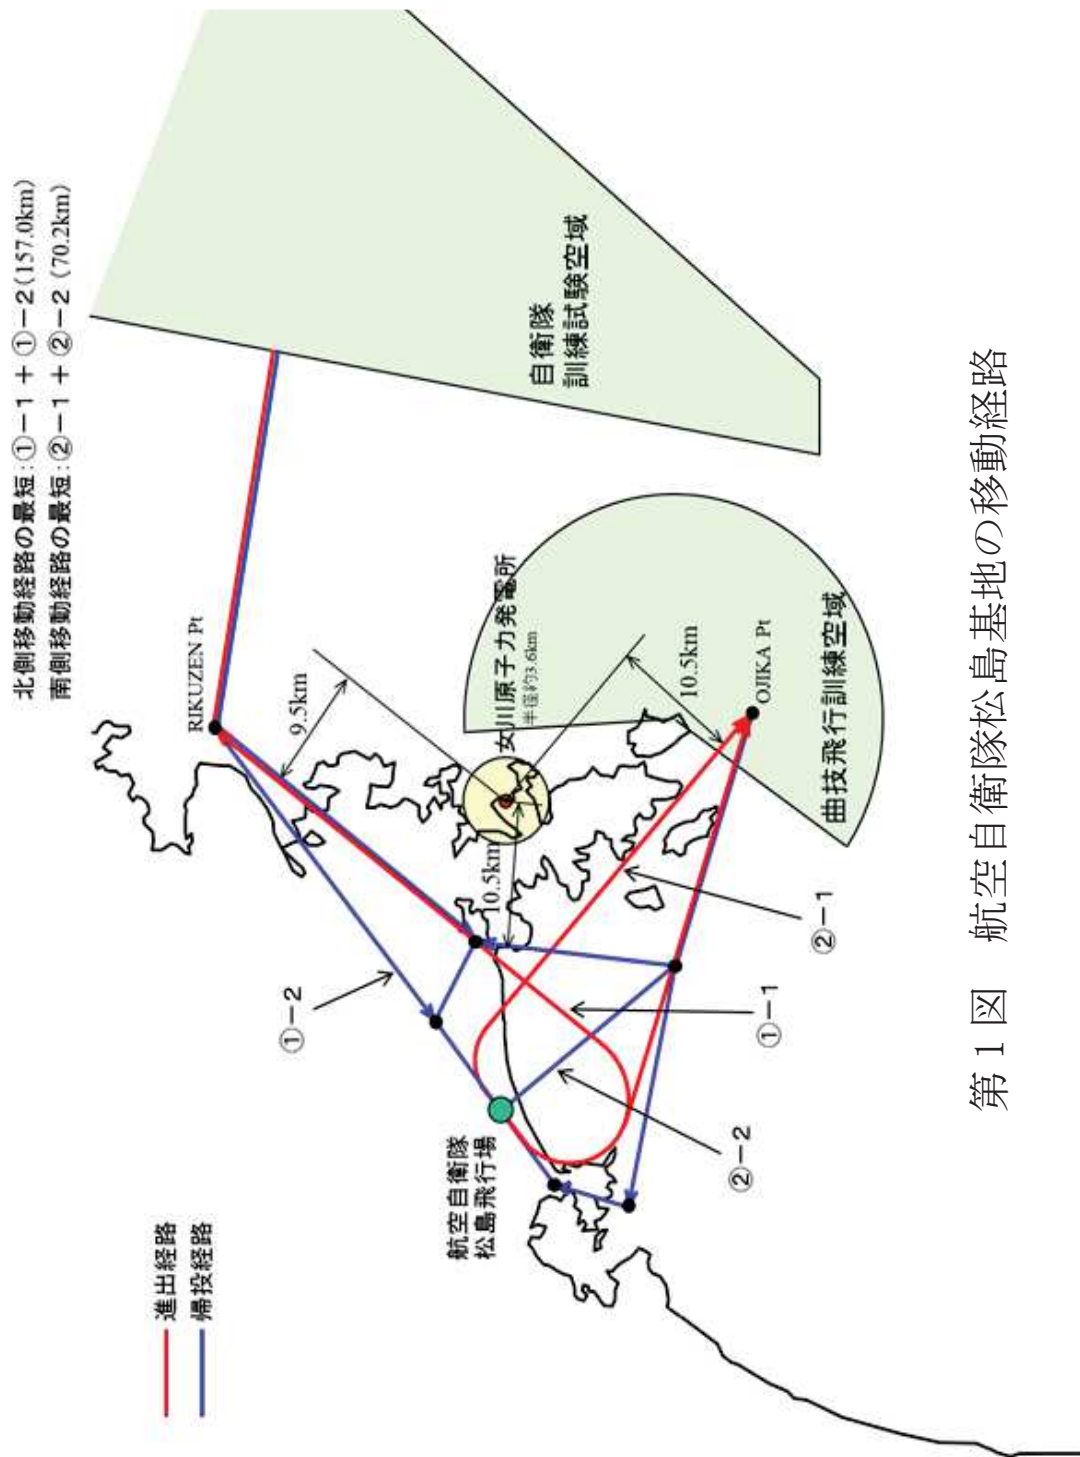 北側移動経路の最短:①-1 + ①-2(157.0km)
南側移動経路の最短:②-1 + ②-2 (70.2km)
進出経路
帰投経路
RIKUZEN Pt
9.5km
①-2
女川原子力発電所
半径約3.6km
10.5km
自衛隊
訓練試験空域
航空自衛隊
松島飛行場
10.5km
OJIKA Pt
曲技飛行訓練空域
②-1
①-1
②-2
第1図 航空自衛隊松島基地の移動経路